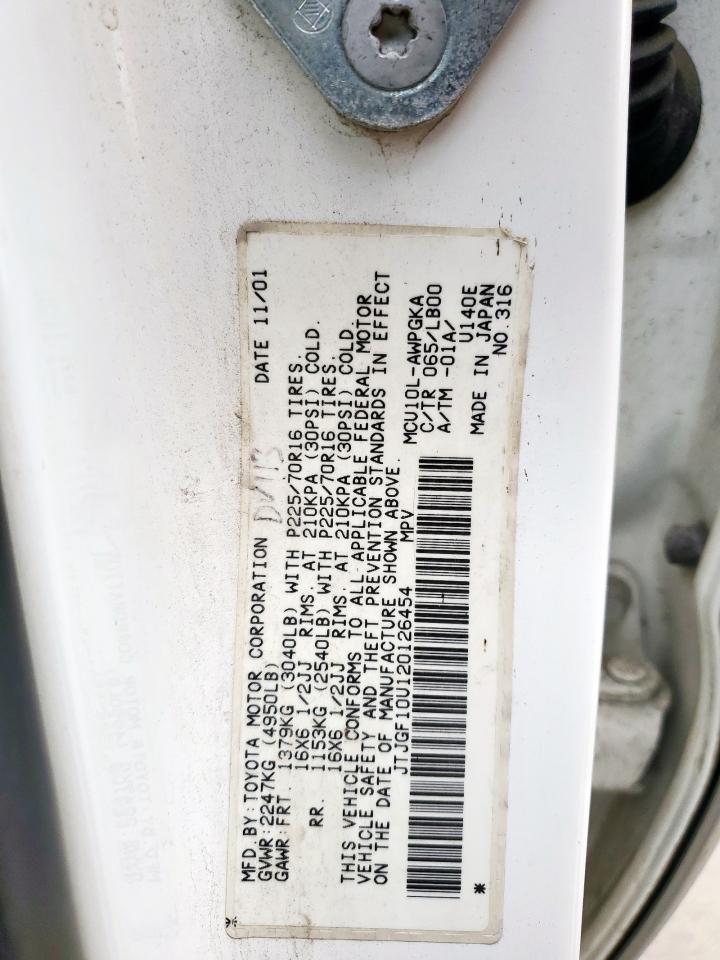 MFD. BY: TOYOTA MOTOR CORPORATION DATE 11/01
GVWR: 2247KG (4950LB)
GAWR: FRT. 1379KG (3040LB) WITH P225/70R16 TIRES.
16X6 1/2JJ RIMS. AT 210KPA (30PSI) COLD.
RR. 1153KG (2540LB) WITH P225/70R16 TIRES.
16X6 1/2JJ RIMS. AT 210KPA (30PSI) COLD.
THIS VEHICLE CONFORMS TO ALL APPLICABLE FEDERAL MOTOR
VEHICLE SAFETY AND THEFT PREVENTION STANDARDS IN EFFECT
ON THE DATE OF MANUFACTURE SHOWN ABOVE.
JTJGF10U120126454 MPV
MCU10L-AWPGKA
C/TR 065/LB00
A/TM -01A/
U140E
MADE IN JAPAN
NO.316